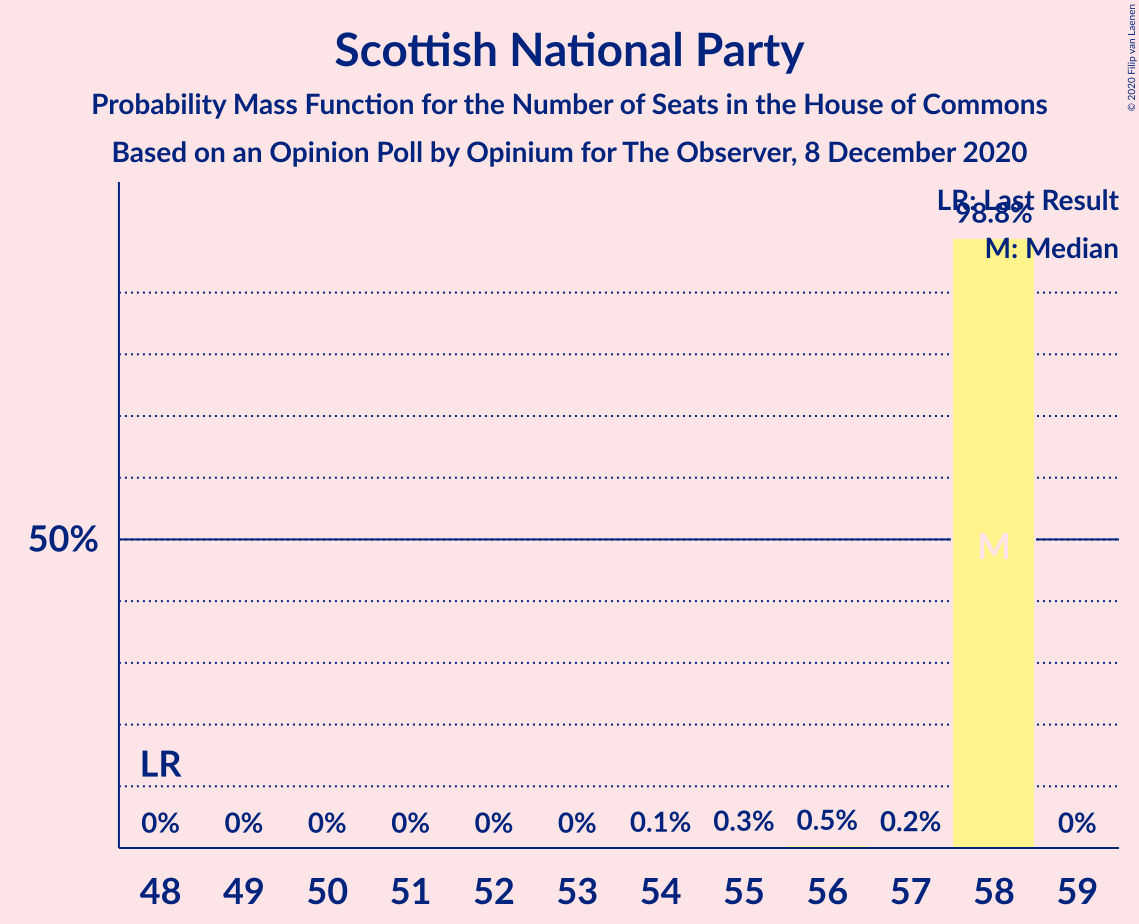 Scottish National Party
Probability Mass Function for the Number of Seats in the House of Commons
Based on an Opinion Poll by Opinium for The Observer, 8 December 2020
© 2020 Filip van Laenen
LR: Last Result
98.8%
M: Median
50%
M
LR
0% 0% 0% 0% 0% 0% 0.1% 0.3% 0.5% 0.2% 0%
48 49 50 51 52 53 54 55 56 57 58 59